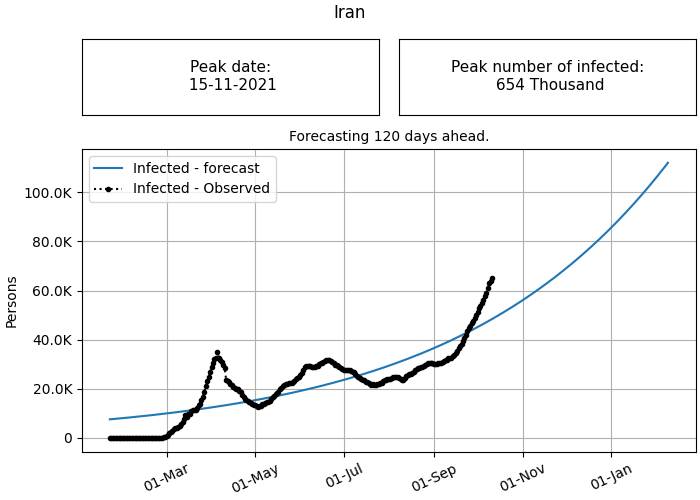 Iran
Peak date:
15-11-2021
Peak number of infected:
654 Thousand
Forecasting 120 days ahead.
Infected - forecast
Infected - Observed
Persons
100.0K
80.0K
60.0K
40.0K
20.0K
0
01-Mar
01-May
01-Jul
01-Sep
01-Nov
01-Jan